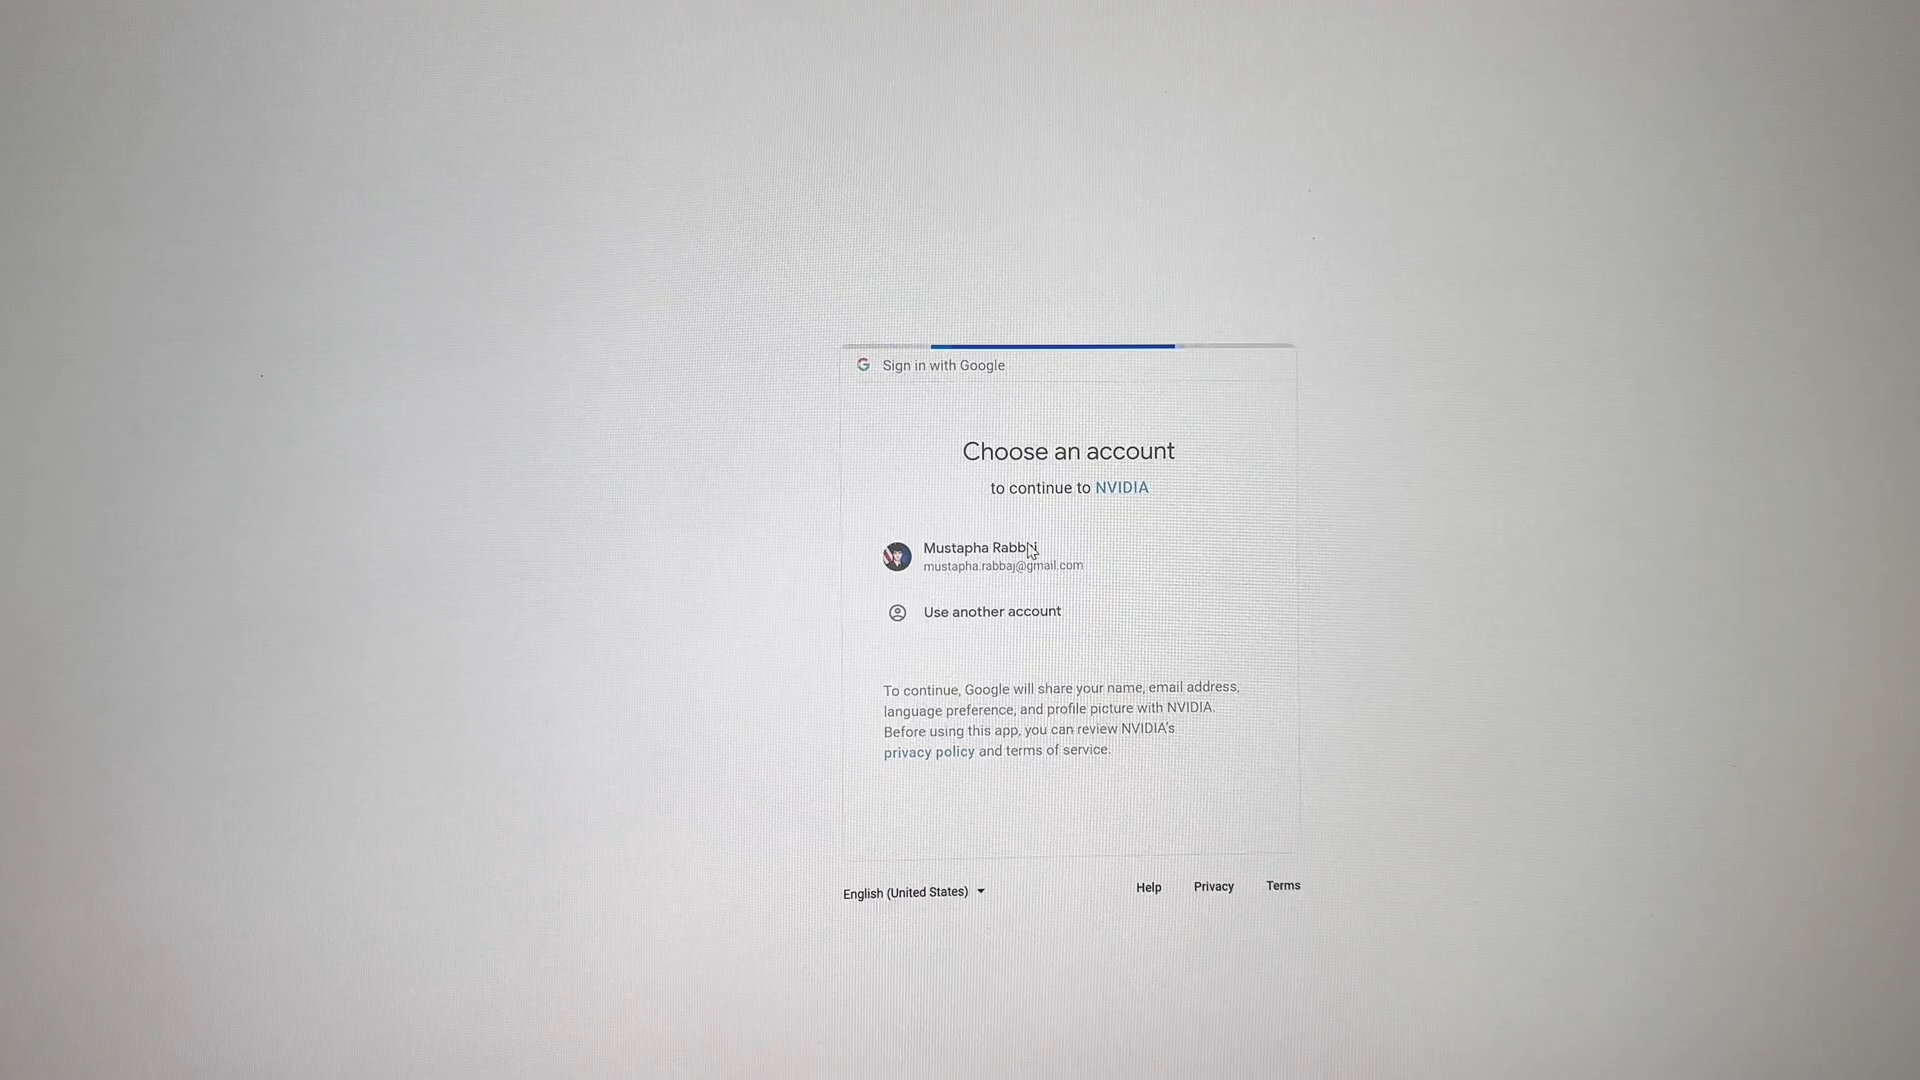 Sign in with Google
Choose an account
to continue to NVIDIA
Mustapha
mustapha.rabbaj@gmail.com
Use another account
To continue, Google will share your name, email address,
language preference, and profile picture with NVIDIA.
Before using this app, you can review NVIDIA's
privacy policy and terms of service.
English (United States)
Help Privacy Terms